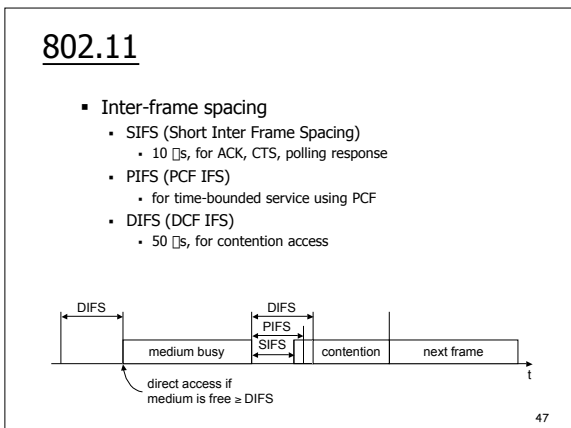 802.11
▪ Inter-frame spacing
▪ SIFS (Short Inter Frame Spacing)
▪ 10 □s, for ACK, CTS, polling response
▪ PIFS (PCF IFS)
▪ for time-bounded service using PCF
▪ DIFS (DCF IFS)
▪ 50 □s, for contention access
DIFS
DIFS
PIFS
SIFS
medium busy
contention
next frame
t
direct access if
medium is free ≥ DIFS
47